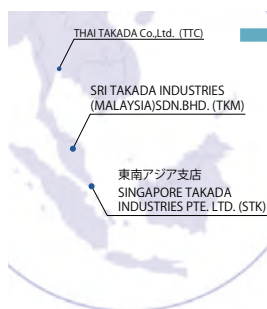 THAI TAKADA Co.,Ltd. (TTC)
SRI TAKADA INDUSTRIES
(MALAYSIA)SDN.BHD. (TKM)
東南アジア支店
SINGAPORE TAKADA
INDUSTRIES PTE. LTD. (STK)